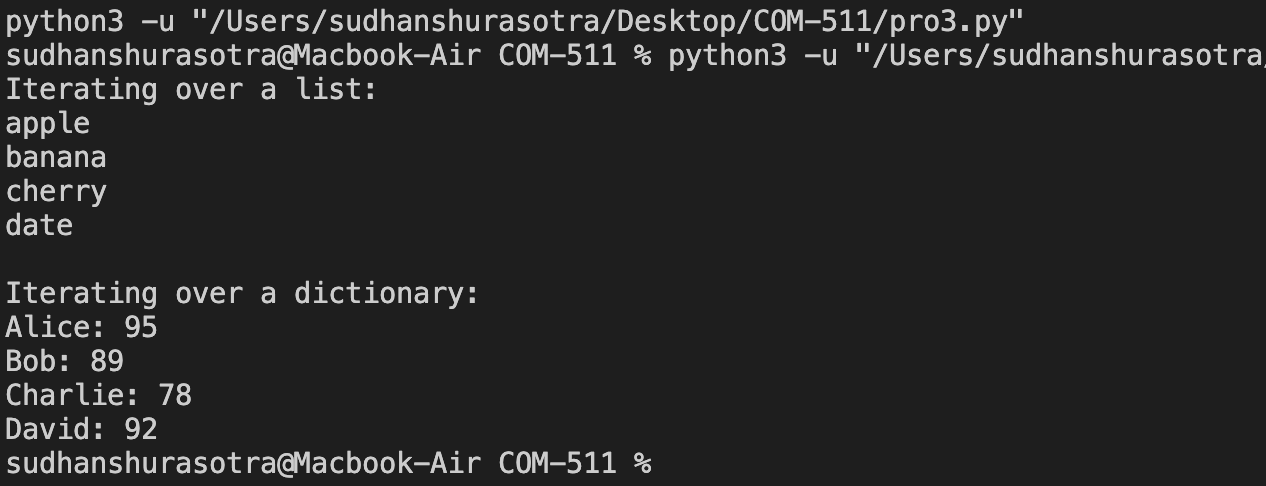 python3 -u "/Users/sudhanshurasotra/Desktop/COM-511/pro3.py"
sudhanshurasotra@Macbook-Air COM-511 % python3 -u "/Users/sudhanshurasotra/
Iterating over a list:
apple
banana
cherry
date
Iterating over a dictionary:
Alice: 95
Bob: 89
Charlie: 78
David: 92
sudhanshurasotra@Macbook-Air COM-511 %